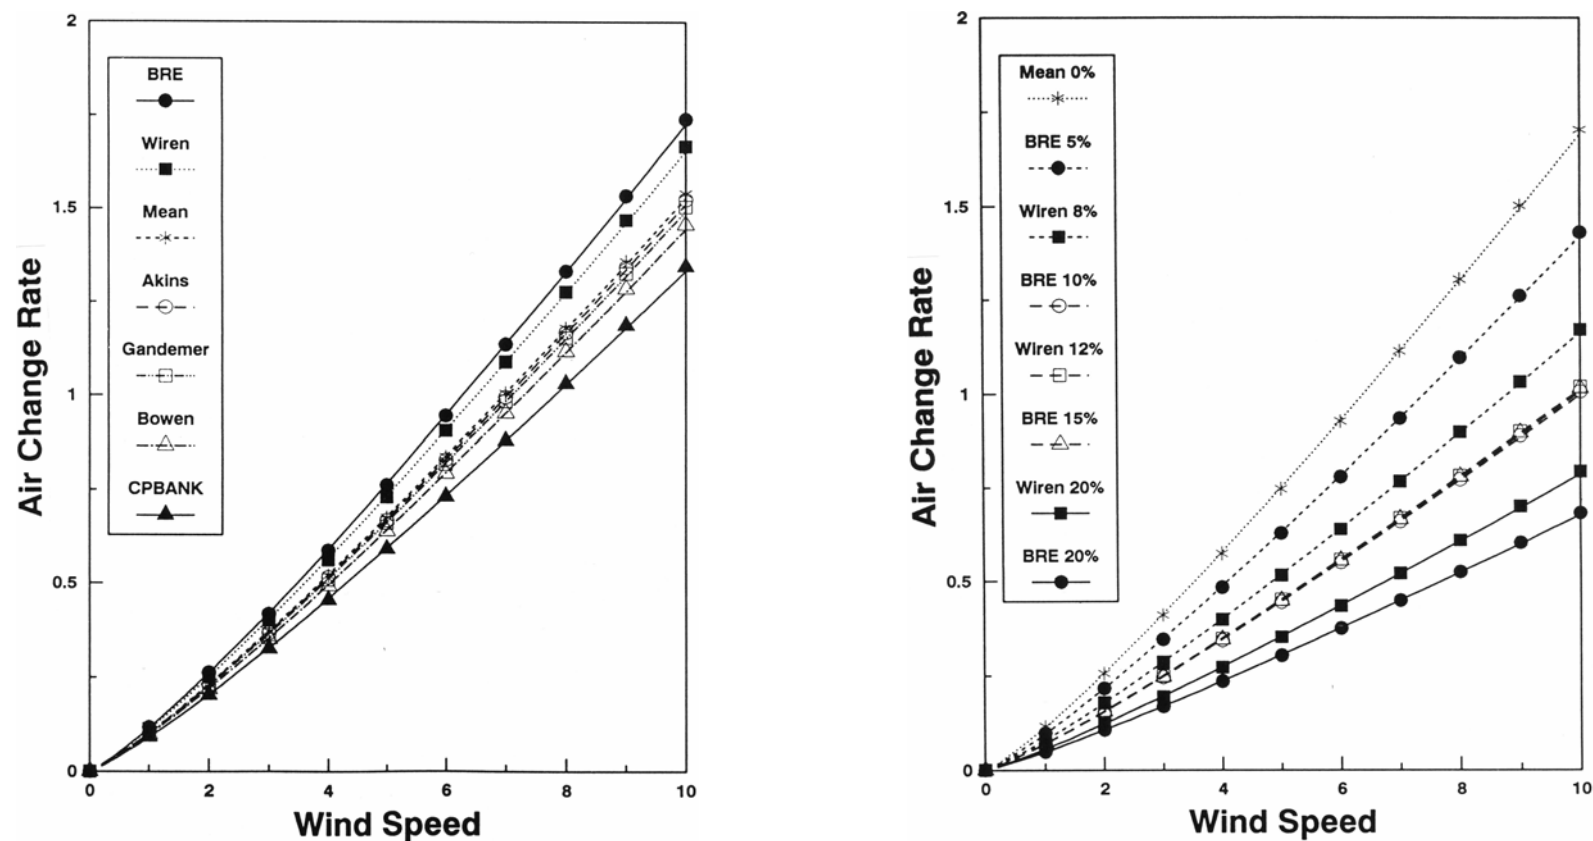 2
1.5
1
0.5
0
Air Change Rate
BRE
Wiren
Mean
Akins
Gandemer
Bowen
CPBANK
0 2 4 6 8 10
Wind Speed
2
1.5
1
0.5
0
Air Change Rate
Mean 0%
BRE 5%
Wiren 8%
BRE 10%
Wiren 12%
BRE 15%
Wiren 20%
BRE 20%
0 2 4 6 8 10
Wind Speed